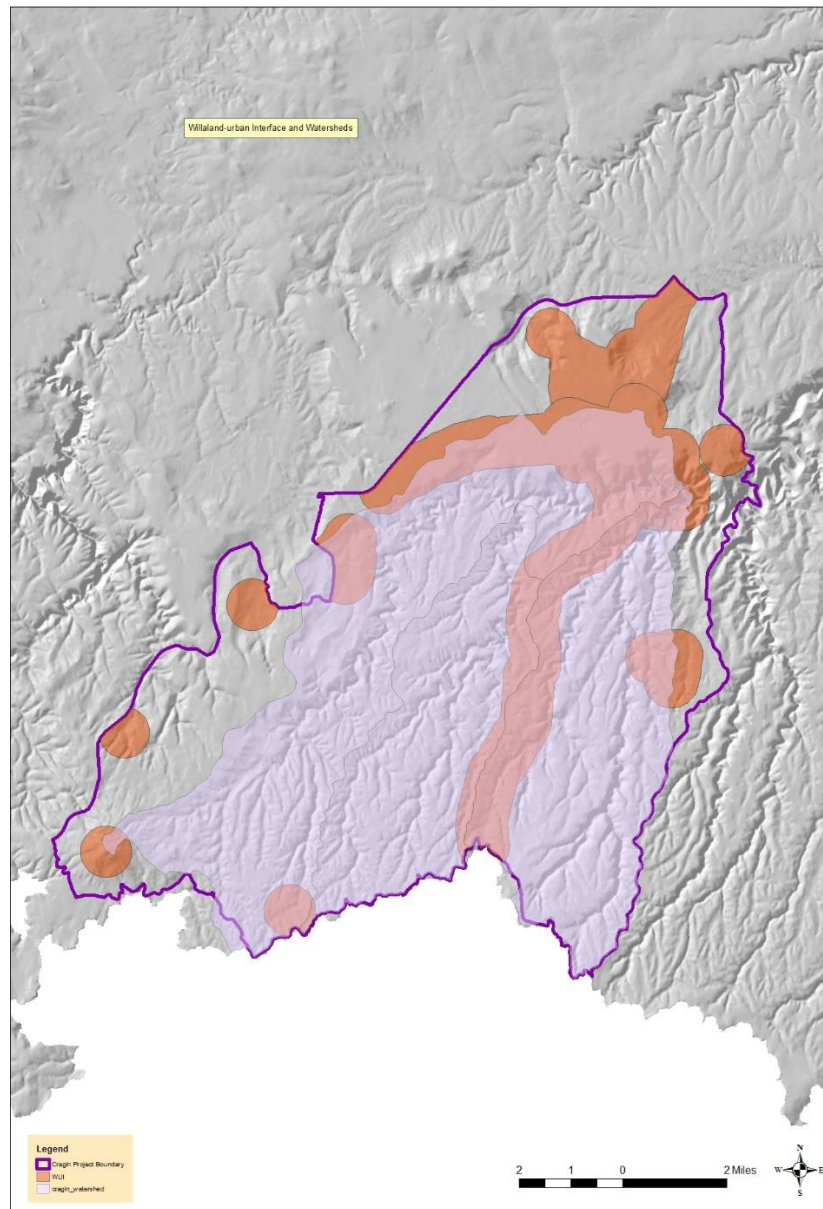 Willaland-urban Interface and Watersheds
Legend
Cragin Project Boundary
WUI
cragin_watershed
2 1 0 2 Miles
N
W E
S